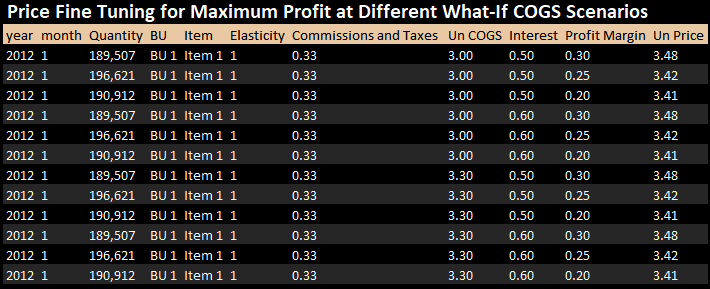 Price Fine Tuning for Maximum Profit at Different What-If COGS Scenarios
year month Quantity BU Item Elasticity Commissions and Taxes Un COGS Interest Profit Margin Un Price
2012 1 189,507 BU 1 Item 1 1 0.33 3.00 0.50 0.30 3.48
2012 1 196,621 BU 1 Item 1 1 0.33 3.00 0.50 0.25 3.42
2012 1 190,912 BU 1 Item 1 1 0.33 3.00 0.50 0.20 3.41
2012 1 189,507 BU 1 Item 1 1 0.33 3.00 0.60 0.30 3.48
2012 1 196,621 BU 1 Item 1 1 0.33 3.00 0.60 0.25 3.42
2012 1 190,912 BU 1 Item 1 1 0.33 3.00 0.60 0.20 3.41
2012 1 189,507 BU 1 Item 1 1 0.33 3.30 0.50 0.30 3.48
2012 1 196,621 BU 1 Item 1 1 0.33 3.30 0.50 0.25 3.42
2012 1 190,912 BU 1 Item 1 1 0.33 3.30 0.50 0.20 3.41
2012 1 189,507 BU 1 Item 1 1 0.33 3.30 0.60 0.30 3.48
2012 1 196,621 BU 1 Item 1 1 0.33 3.30 0.60 0.25 3.42
2012 1 190,912 BU 1 Item 1 1 0.33 3.30 0.60 0.20 3.41